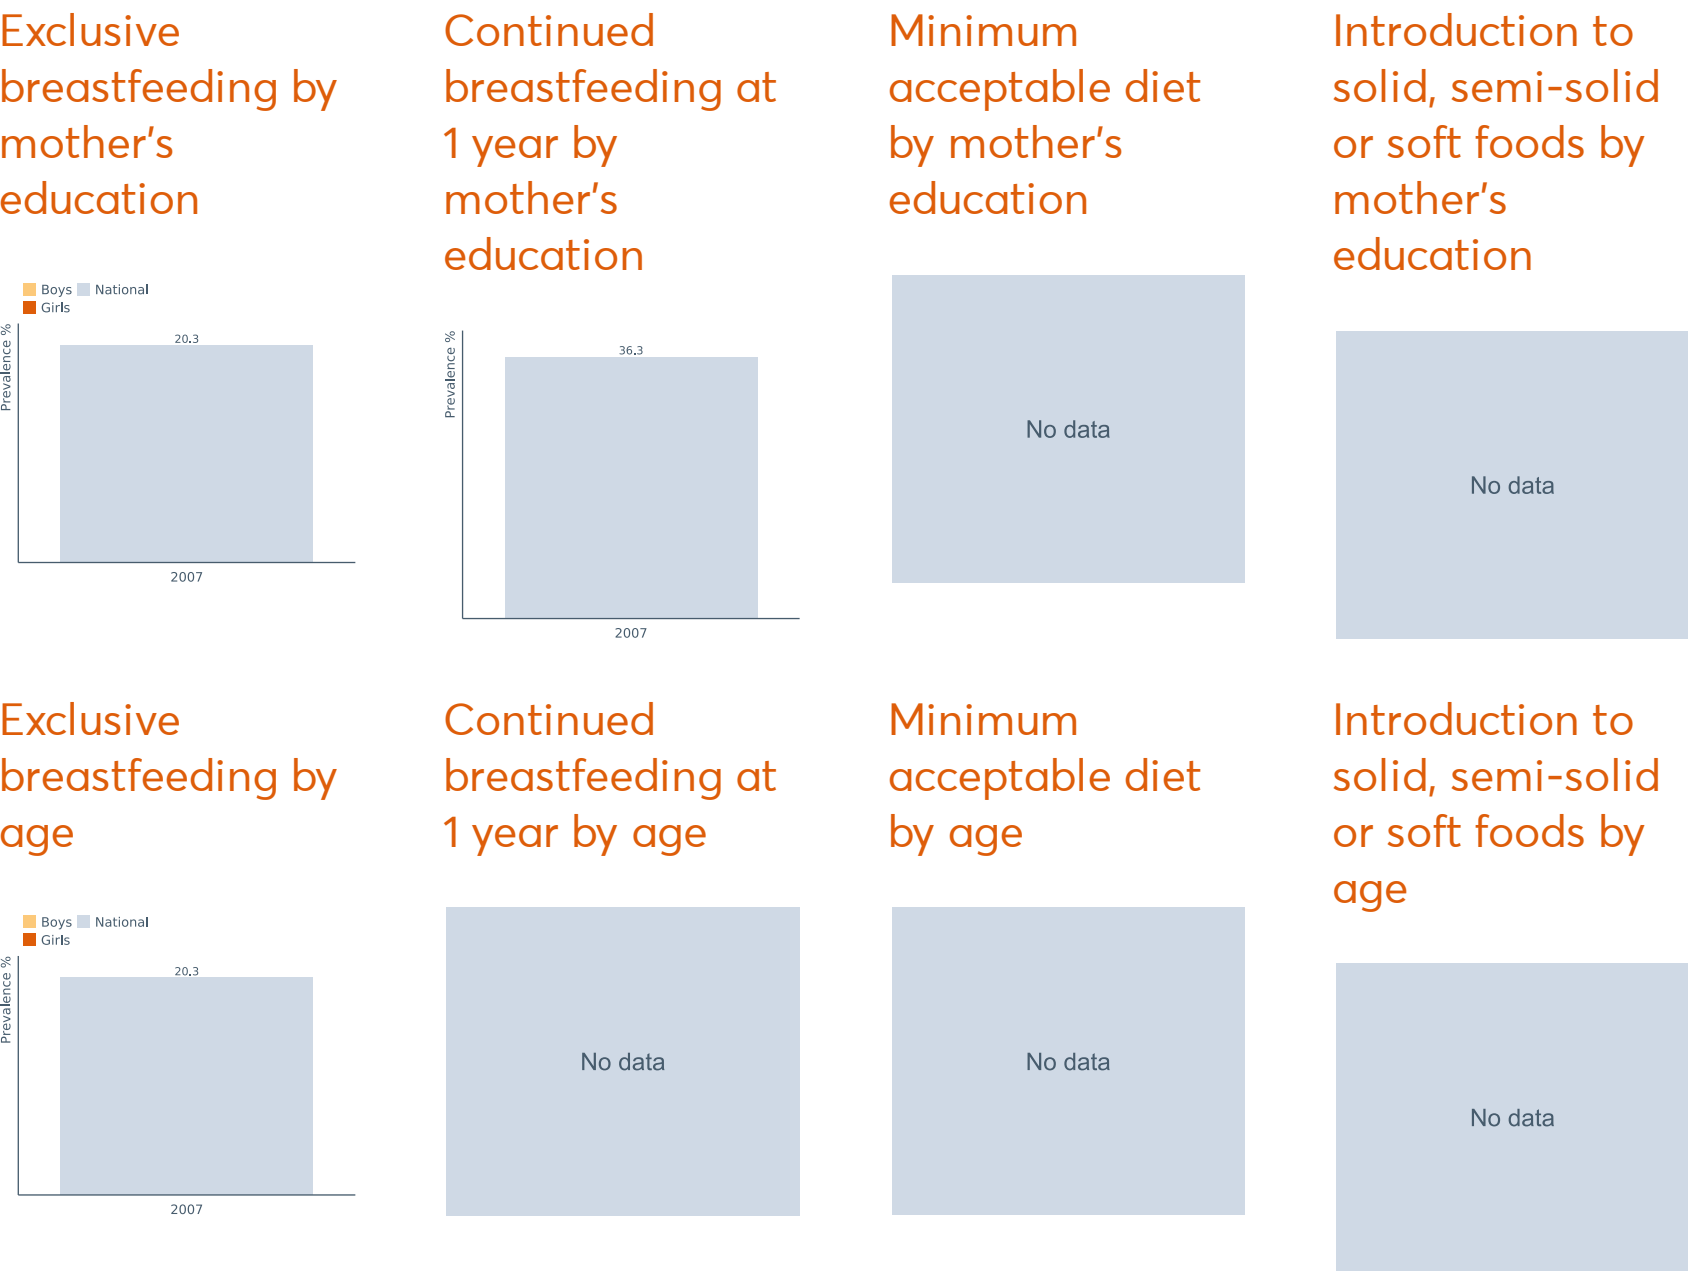 Exclusive
breastfeeding by
mother's
education
Boys National
Girls
Prevalence %
20.3
2007
Continued
breastfeeding at
1 year by
mother's
education
Prevalence %
36.3
2007
Minimum
acceptable diet
by mother's
education
No data
Introduction to
solid, semi-solid
or soft foods by
mother's
education
No data
Exclusive
breastfeeding by
age
Boys National
Girls
Prevalence %
20.3
2007
Continued
breastfeeding at
1 year by age
No data
Minimum
acceptable diet
by age
No data
Introduction to
solid, semi-solid
or soft foods by
age
No data